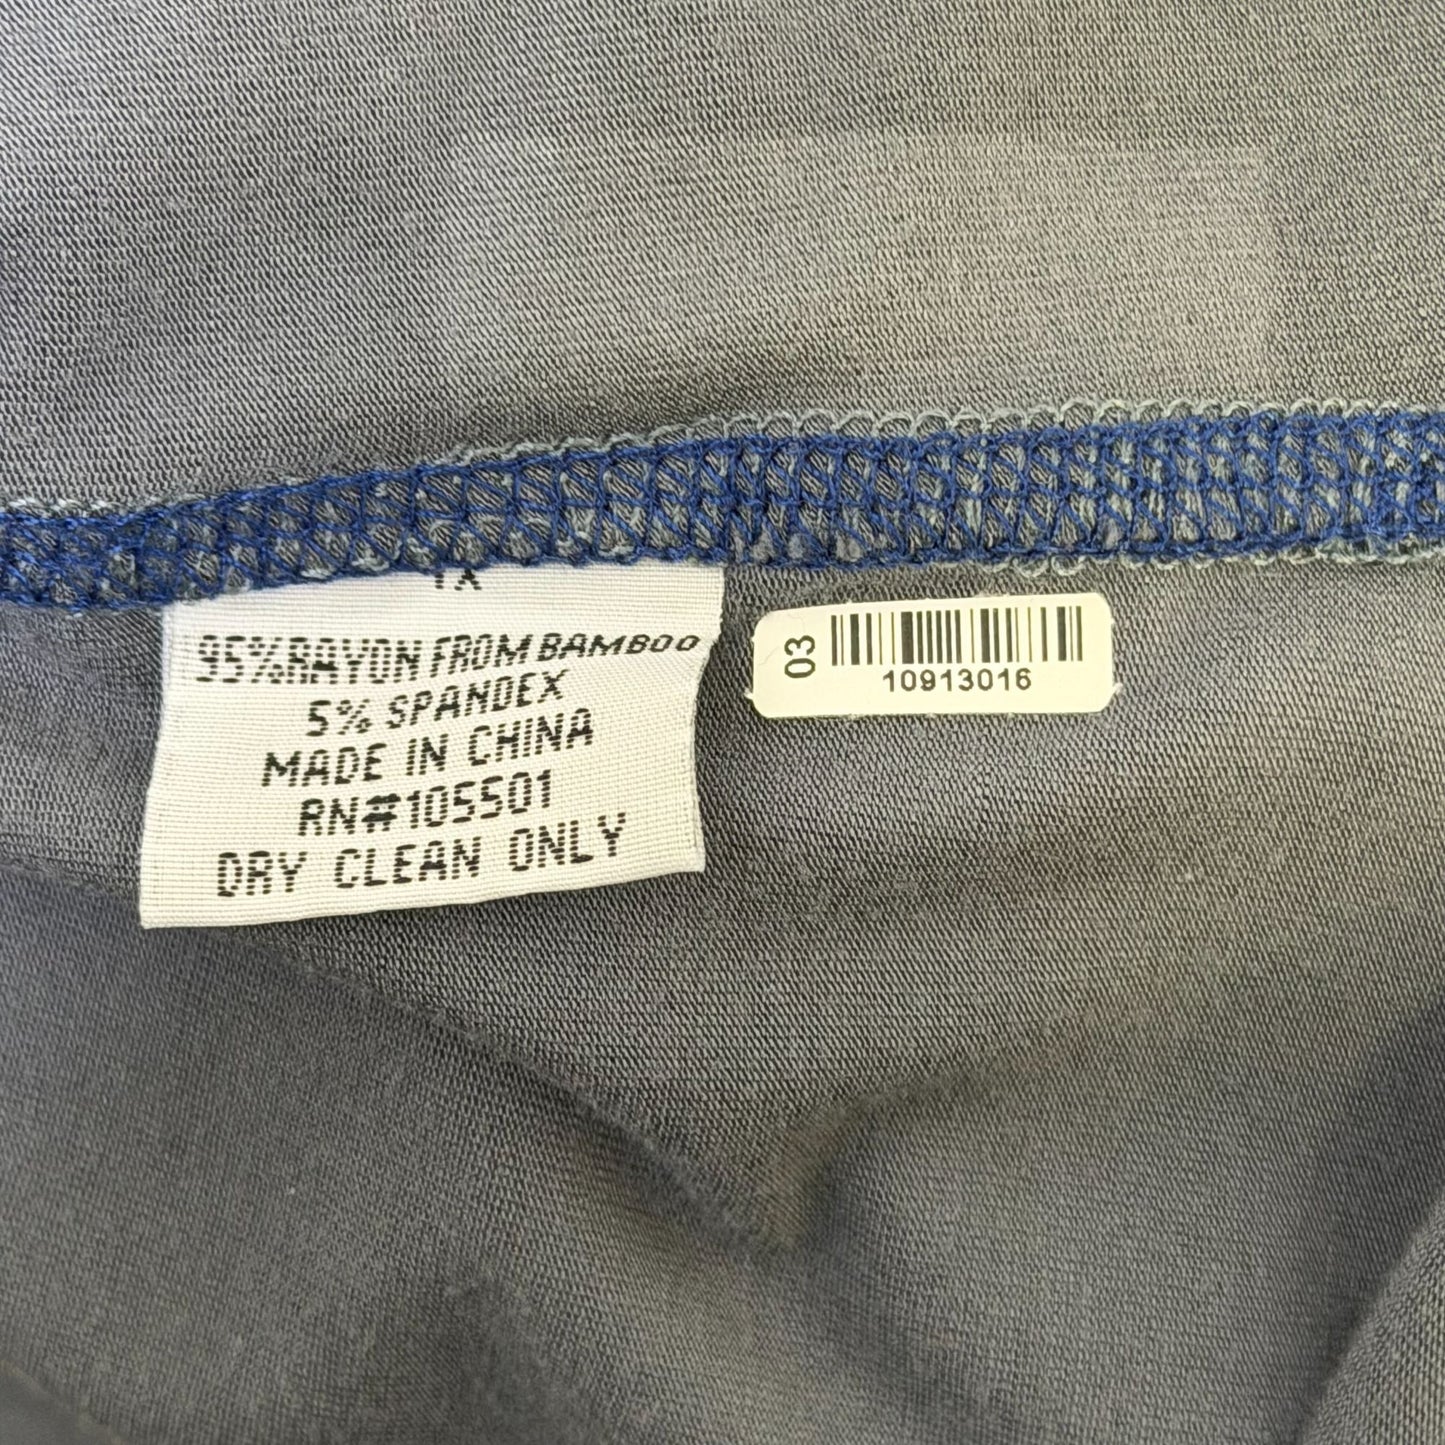 1X
95%RAYON FROM BAMBOO
5% SPANDEX
MADE IN CHINA
RN#105501
DRY CLEAN ONLY
03
10913016